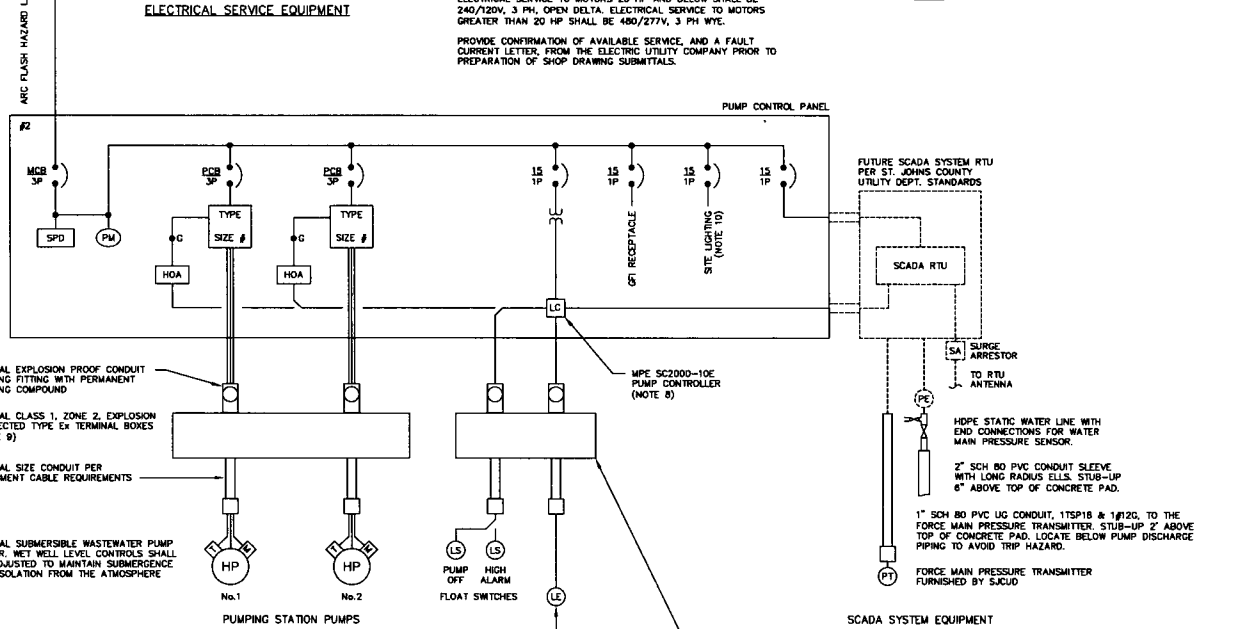 ELECTRICAL SERVICE EQUIPMENT
240/120V, 3 PH, OPEN DELTA. ELECTRICAL SERVICE TO MOTORS
GREATER THAN 20 HP SHALL BE 480/277V, 3 PH WYE.
PROVIDE CONFIRMATION OF AVAILABLE SERVICE, AND A FAULT
CURRENT LETTER, FROM THE ELECTRIC UTILITY COMPANY PRIOR TO
PREPARATION OF SHOP DRAWING SUBMITTALS.
ARC FLASH HAZARD L
PUMP CONTROL PANEL
#2
MCB
3P
PCB
3P
PCB
3P
15
1P
15
1P
15
1P
15
1P
SPD
PM
TYPE
SIZE #
TYPE
SIZE #
G
G
HOA
HOA
GFI RECEPTACLE
SITE LIGHTING
(NOTE 10)
LC
FUTURE SCADA SYSTEM RTU
PER ST. JOHNS COUNTY
UTILITY DEPT. STANDARDS
SCADA RTU
SA
SURGE
ARRESTOR
TO RTU
ANTENNA
PE
MPE SC2000-10E
PUMP CONTROLLER
(NOTE 8)
AL EXPLOSION PROOF CONDUIT
NG FITTING WITH PERMANENT
NG COMPOUND
AL CLASS 1, ZONE 2, EXPLOSION
ECTED TYPE Ex TERMINAL BOXES
9)
AL SIZE CONDUIT PER
MENT CABLE REQUIREMENTS
AL SUBMERSIBLE WASTEWATER PUMP
R. WET WELL LEVEL CONTROLS SHALL
DJUSTED TO MAINTAIN SUBMERGENCE
SOLATION FROM THE ATMOSPHERE
T
M
HP
No.1
T
M
HP
No.2
PUMPING STATION PUMPS
LS
LS
PUMP
OFF
HIGH
ALARM
FLOAT SWITCHES
LE
HDPE STATIC WATER LINE WITH
END CONNECTIONS FOR WATER
MAIN PRESSURE SENSOR.
2" SCH 80 PVC CONDUIT SLEEVE
WITH LONG RADIUS ELLS. STUB-UP
6" ABOVE TOP OF CONCRETE PAD.
1" SCH 80 PVC UG CONDUIT, 1TSP18 & 1#12G, TO THE
FORCE MAIN PRESSURE TRANSMITTER. STUB-UP 2' ABOVE
TOP OF CONCRETE PAD. LOCATE BELOW PUMP DISCHARGE
PIPING TO AVOID TRIP HAZARD.
PT
FORCE MAIN PRESSURE TRANSMITTER
FURNISHED BY SJCUD
SCADA SYSTEM EQUIPMENT